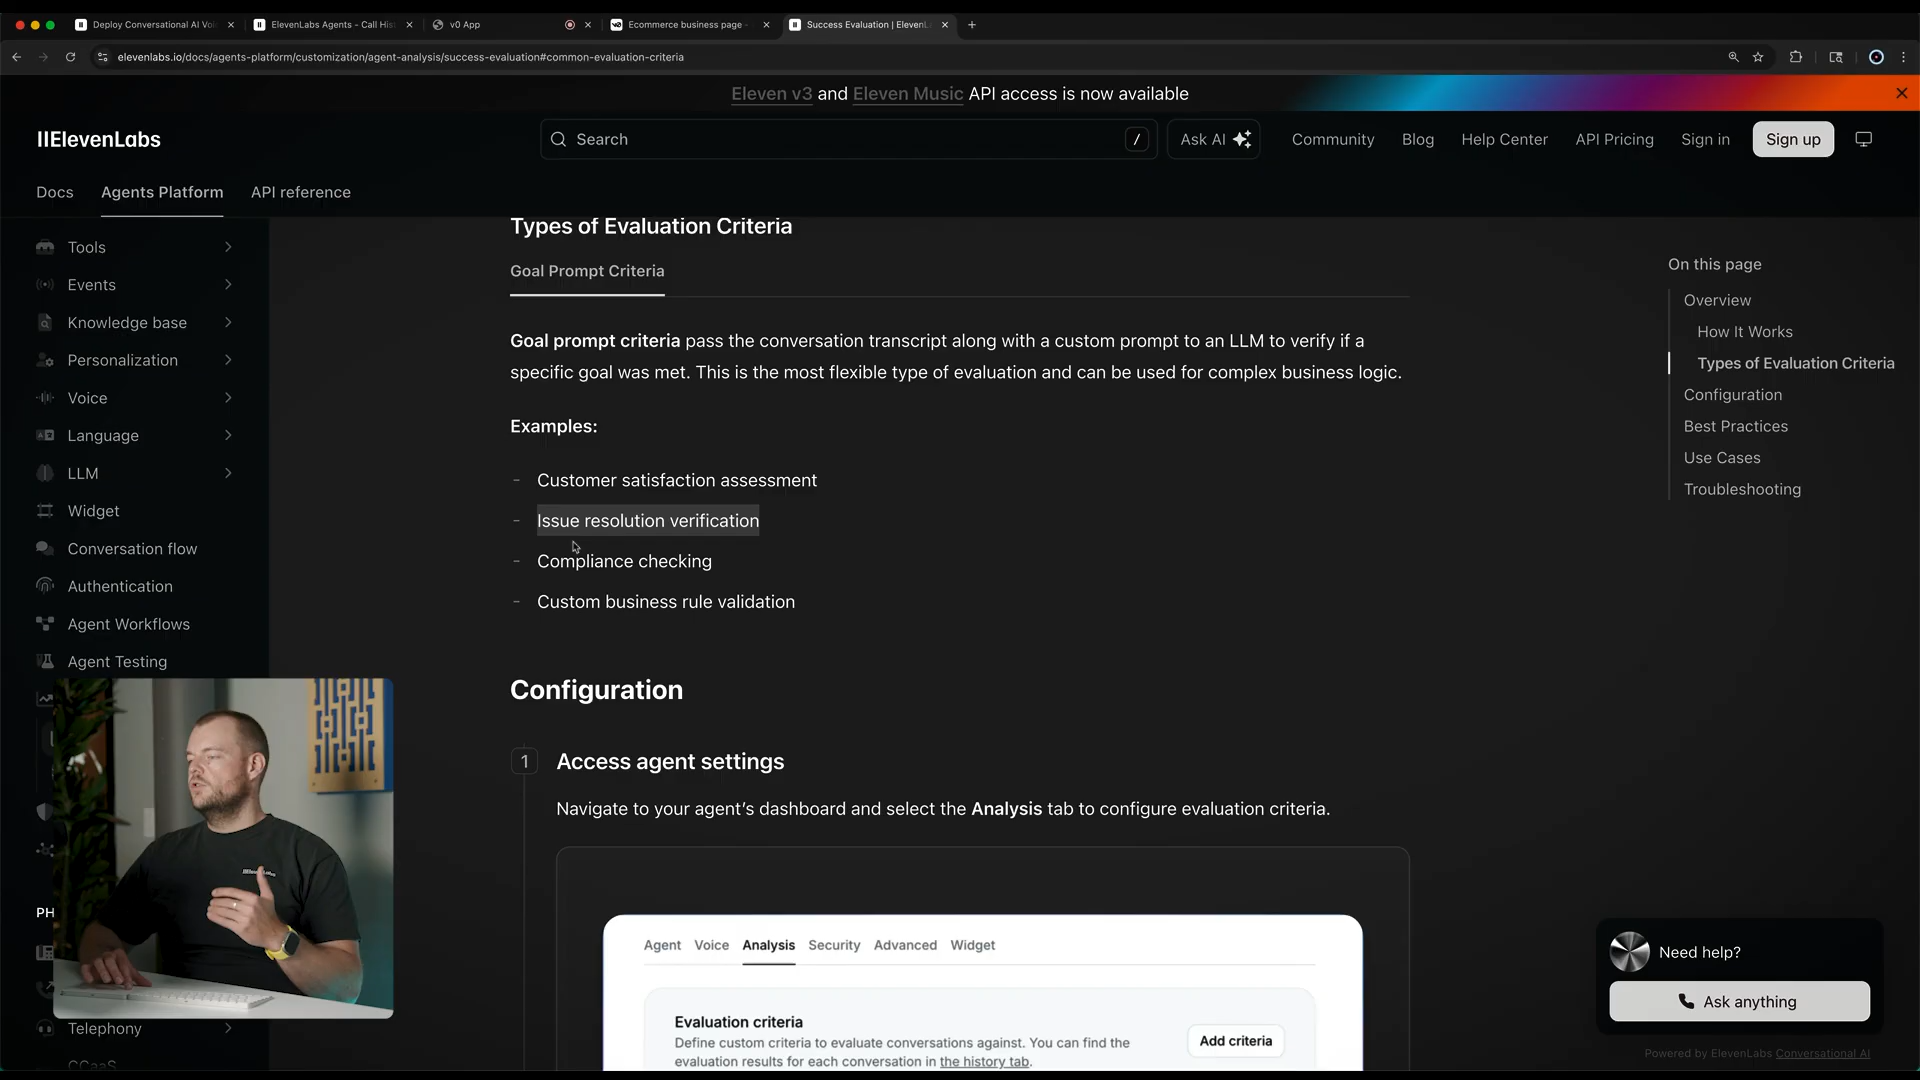 Deploy Conversational AI Voi
ElevenLabs Agents - Call His
v0 App
Ecommerce business page -
Success Evaluation | ElevenL
elevenlabs.io/docs/agents-platform/customization/agent-analysis/success-evaluation#common-evaluation-criteria
Eleven v3 and Eleven Music API access is now available
IIElevenLabs
Search
/
Ask AI
Community
Blog
Help Center
API Pricing
Sign in
Sign up
Docs
Agents Platform
API reference
Tools
Events
Knowledge base
Personalization
Voice
Language
LLM
Widget
Conversation flow
Authentication
Agent Workflows
Agent Testing
PH
Telephony
CCaaS
Types of Evaluation Criteria
Goal Prompt Criteria
Goal prompt criteria pass the conversation transcript along with a custom prompt to an LLM to verify if a
specific goal was met. This is the most flexible type of evaluation and can be used for complex business logic.
Examples:
- Customer satisfaction assessment
- Issue resolution verification
- Compliance checking
- Custom business rule validation
Configuration
1 Access agent settings
Navigate to your agent's dashboard and select the Analysis tab to configure evaluation criteria.
Agent Voice Analysis Security Advanced Widget
Evaluation criteria
Define custom criteria to evaluate conversations against. You can find the
evaluation results for each conversation in the history tab.
Add criteria
On this page
Overview
How It Works
Types of Evaluation Criteria
Configuration
Best Practices
Use Cases
Troubleshooting
Need help?
Ask anything
Powered by ElevenLabs Conversational AI